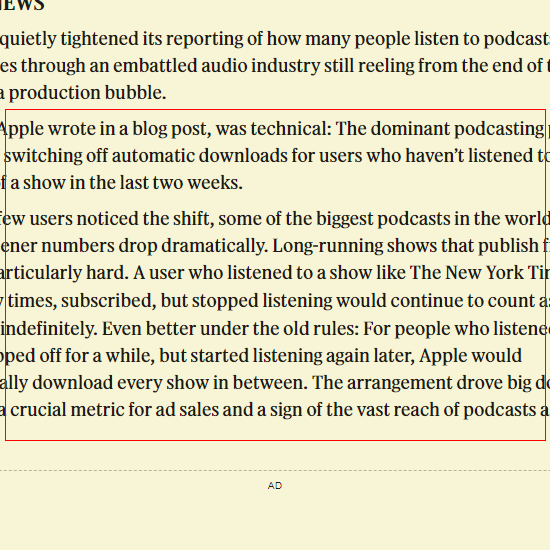 NEWS
quietly tightened its reporting of how many people listen to podcast
es through an embattled audio industry still reeling from the end of
a production bubble.
Apple wrote in a blog post, was technical: The dominant podcasting
switching off automatic downloads for users who haven't listened to
of a show in the last two weeks.
few users noticed the shift, some of the biggest podcasts in the world
ener numbers drop dramatically. Long-running shows that publish
articularly hard. A user who listened to a show like The New York
times, subscribed, but stopped listening would continue to count
indefinitely. Even better under the old rules: For people who listene
pped off for a while, but started listening again later, Apple would
ally download every show in between. The arrangement drove big
a crucial metric for ad sales and a sign of the vast reach of podcasts
AD